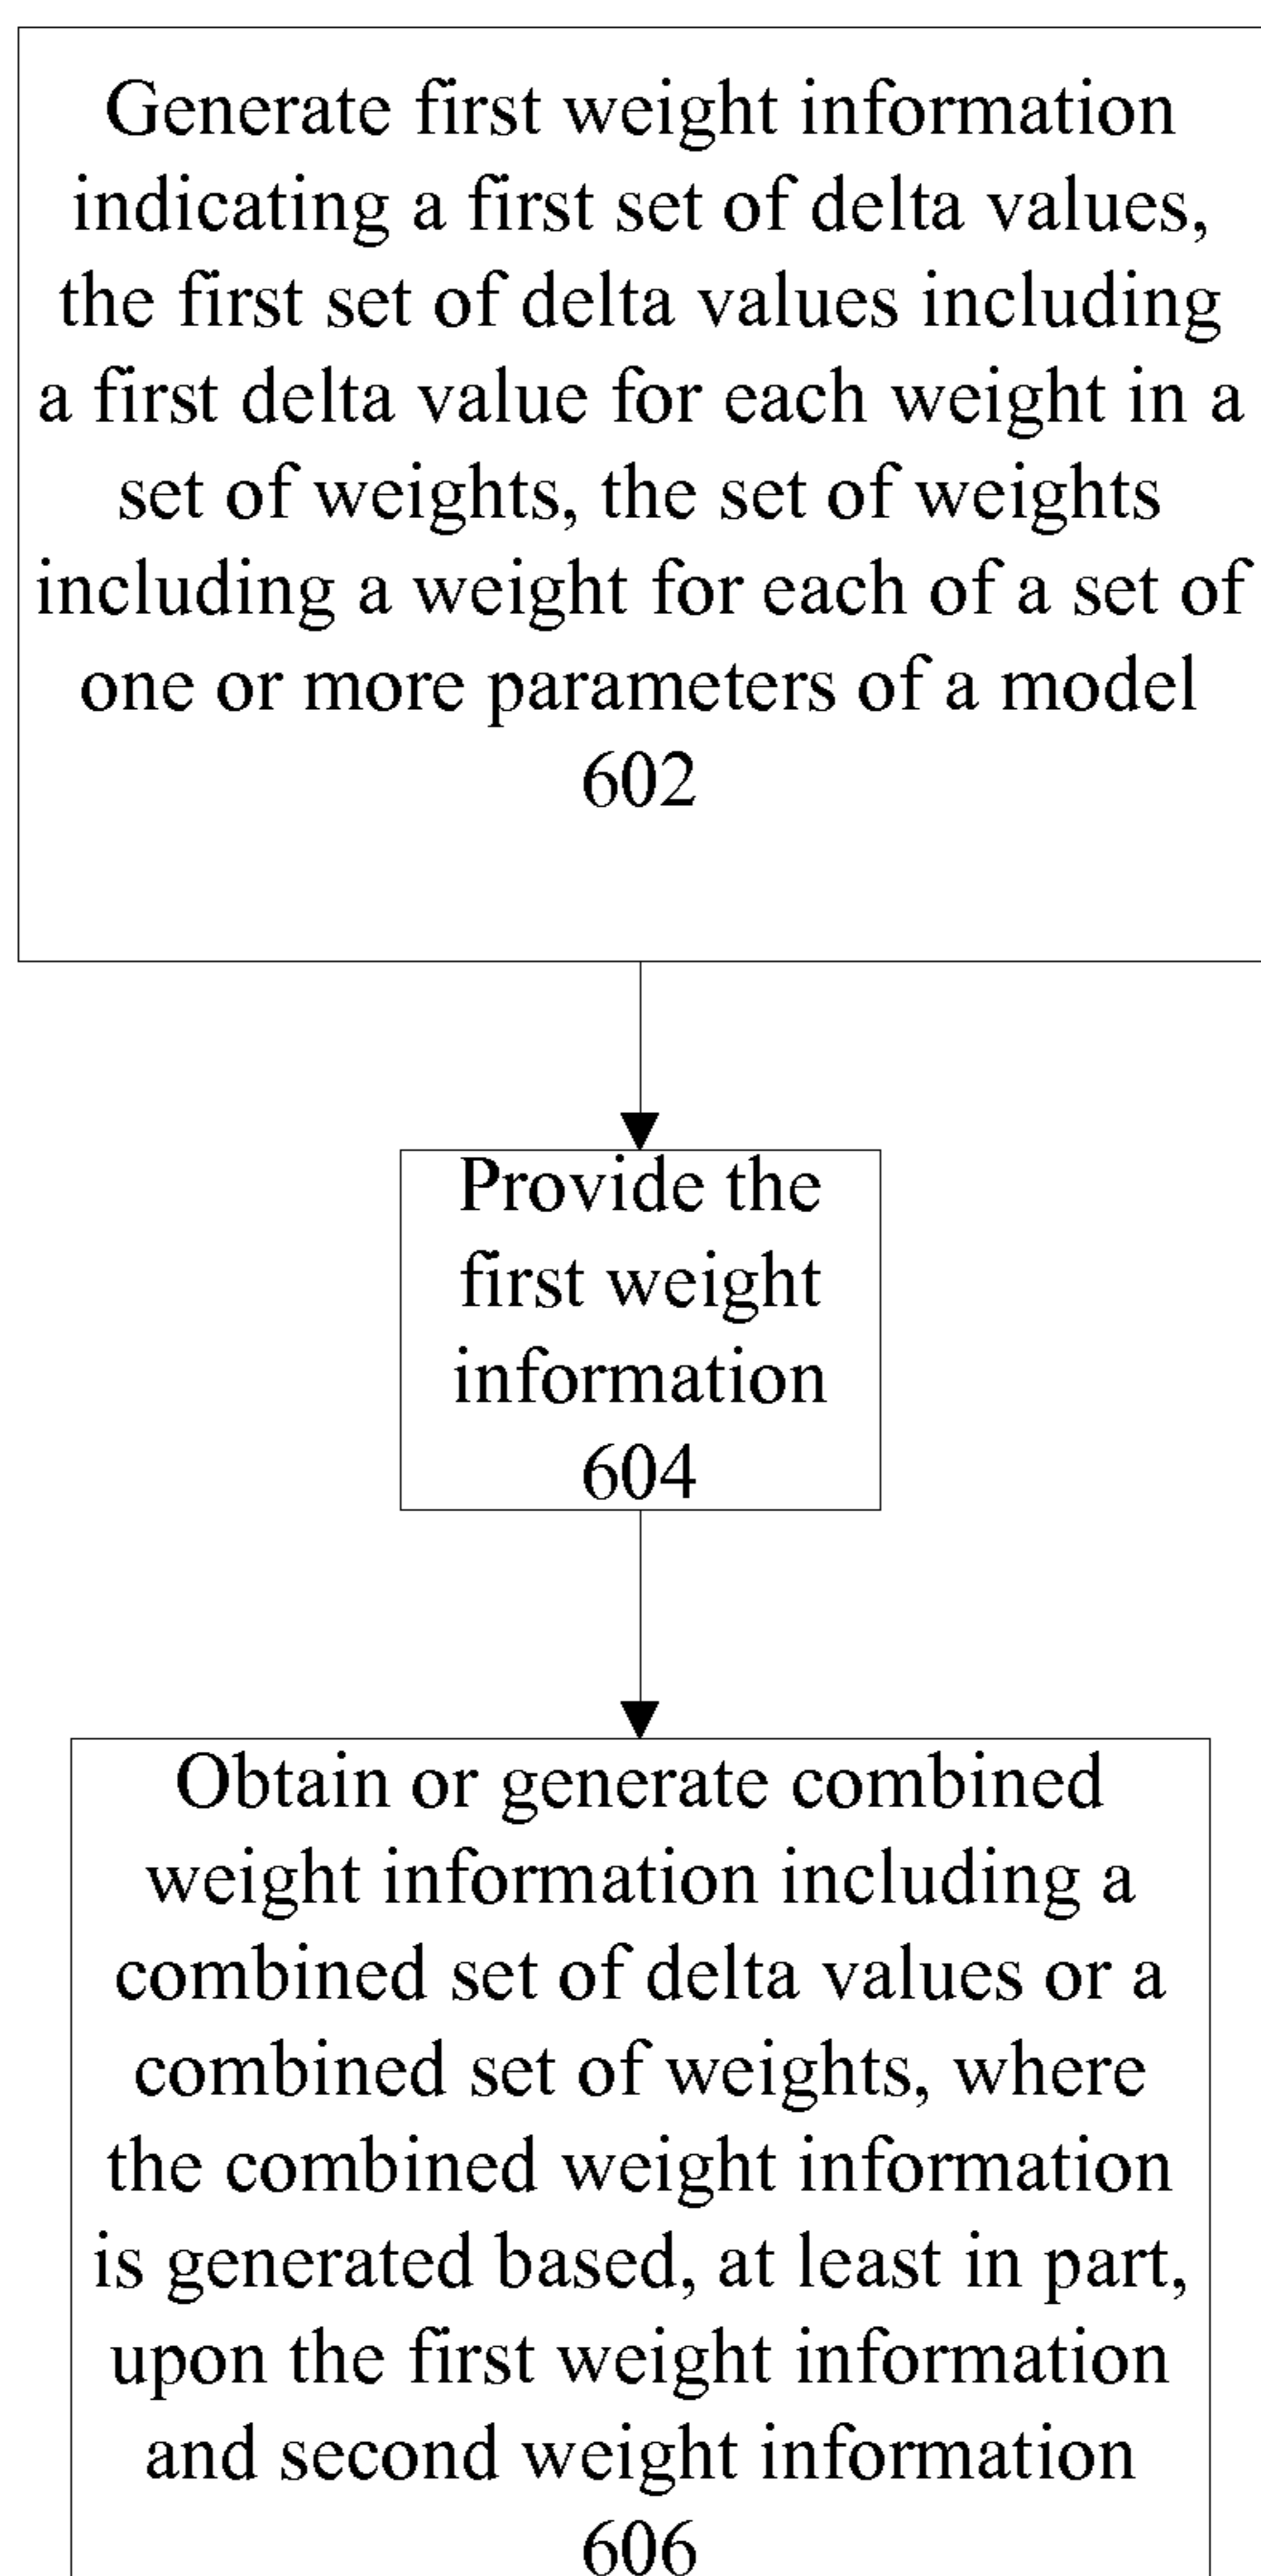 Generate first weight information
indicating a first set of delta values,
the first set of delta values including
a first delta value for each weight in a
set of weights, the set of weights
including a weight for each of a set of
one or more parameters of a model
602
Provide the
first weight
information
604
Obtain or generate combined
weight information including a
combined set of delta values or a
combined set of weights, where
the combined weight information
is generated based, at least in part,
upon the first weight information
and second weight information
606